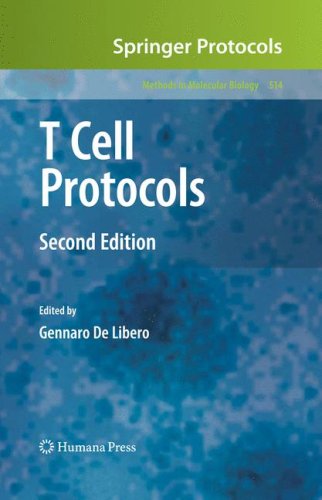 Springer Protocols
Methods in Molecular Biology 514
T Cell
Protocols
Second Edition
Edited by
Gennaro De Libero
Humana Press